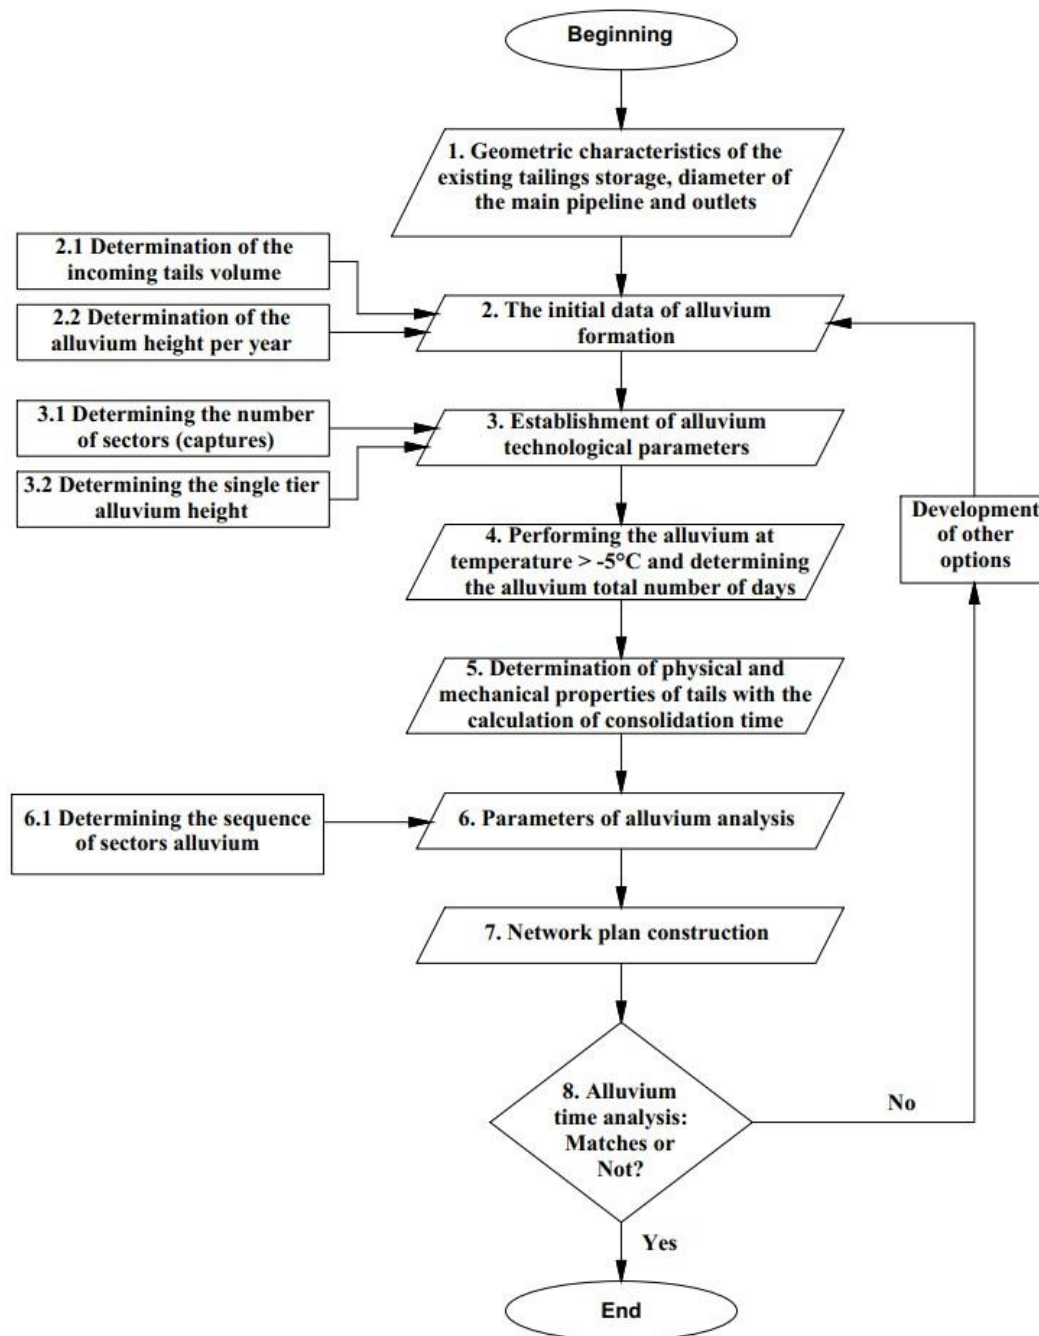 Beginning
1. Geometric characteristics of the
existing tailings storage, diameter of
the main pipeline and outlets
2.1 Determination of the
incoming tails volume
2.2 Determination of the
alluvium height per year
2. The initial data of alluvium
formation
3.1 Determining the number
of sectors (captures)
3.2 Determining the single tier
alluvium height
3. Establishment of alluvium
technological parameters
4. Performing the alluvium at
temperature > -5°C and determining
the alluvium total number of days
Development
of other
options
5. Determination of physical and
mechanical properties of tails with the
calculation of consolidation time
6.1 Determining the sequence
of sectors alluvium
6. Parameters of alluvium analysis
7. Network plan construction
8. Alluvium
time analysis:
Matches or
Not?
No
Yes
End